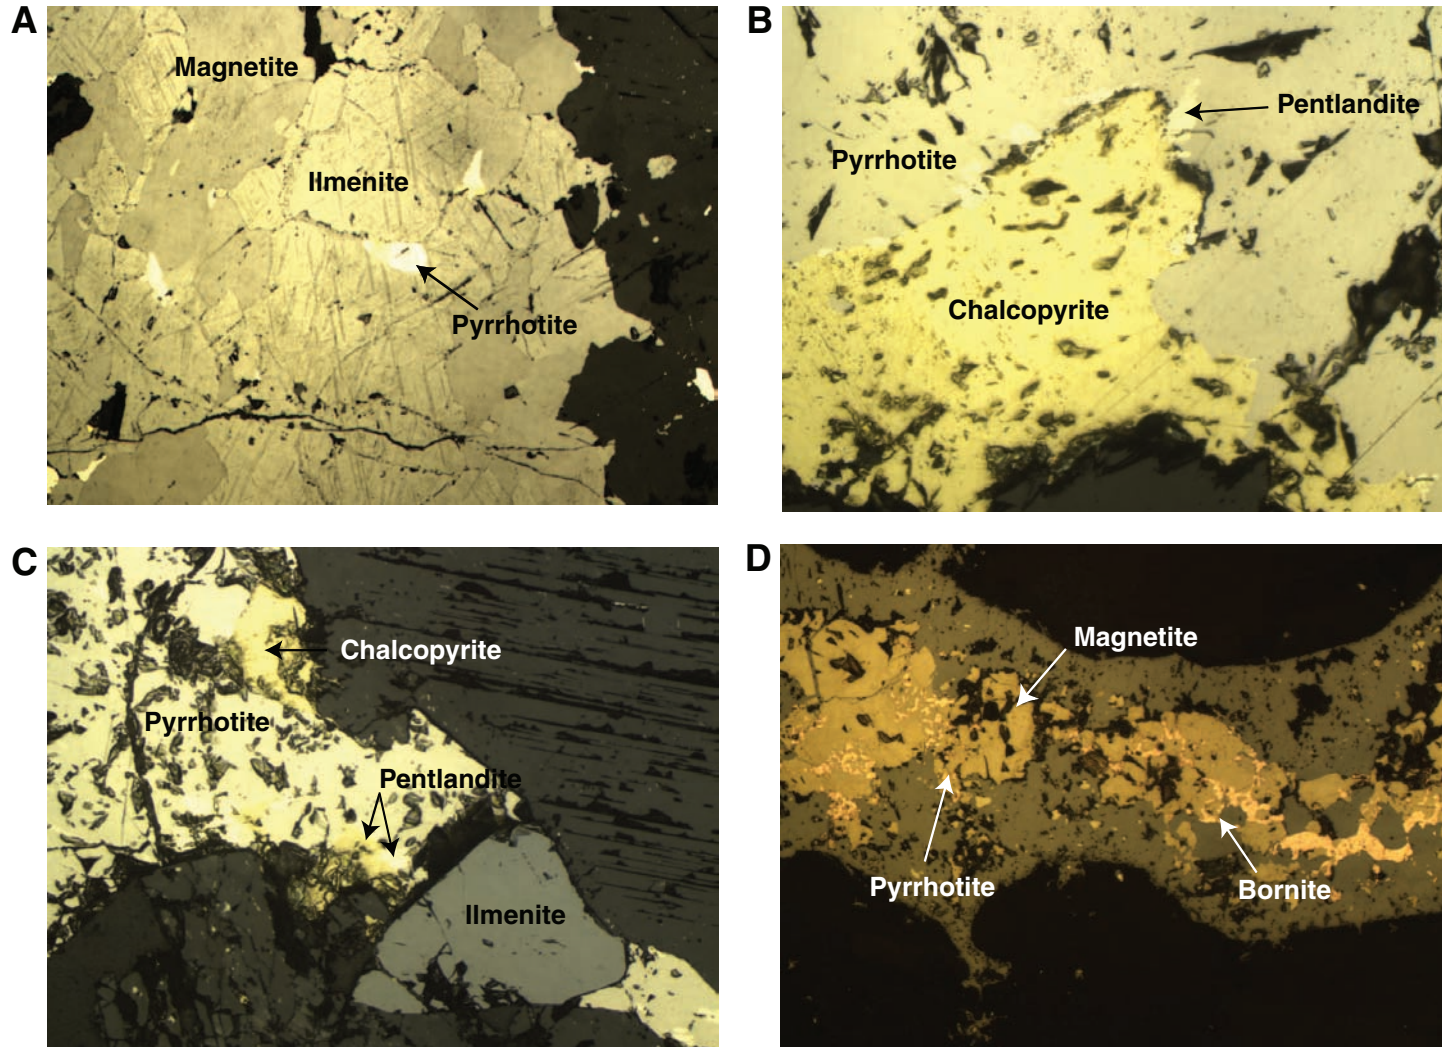 A
Magnetite
Ilmenite
Pyrrhotite
B
Pentlandite
Pyrrhotite
Chalcopyrite
C
Chalcopyrite
Pyrrhotite
Pentlandite
Ilmenite
D
Magnetite
Pyrrhotite
Bornite